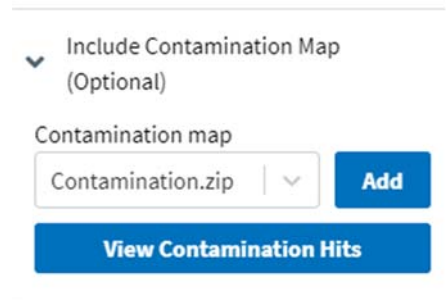 Include Contamination Map
(Optional)
Contamination map
Contamination.zip
Add
View Contamination Hits